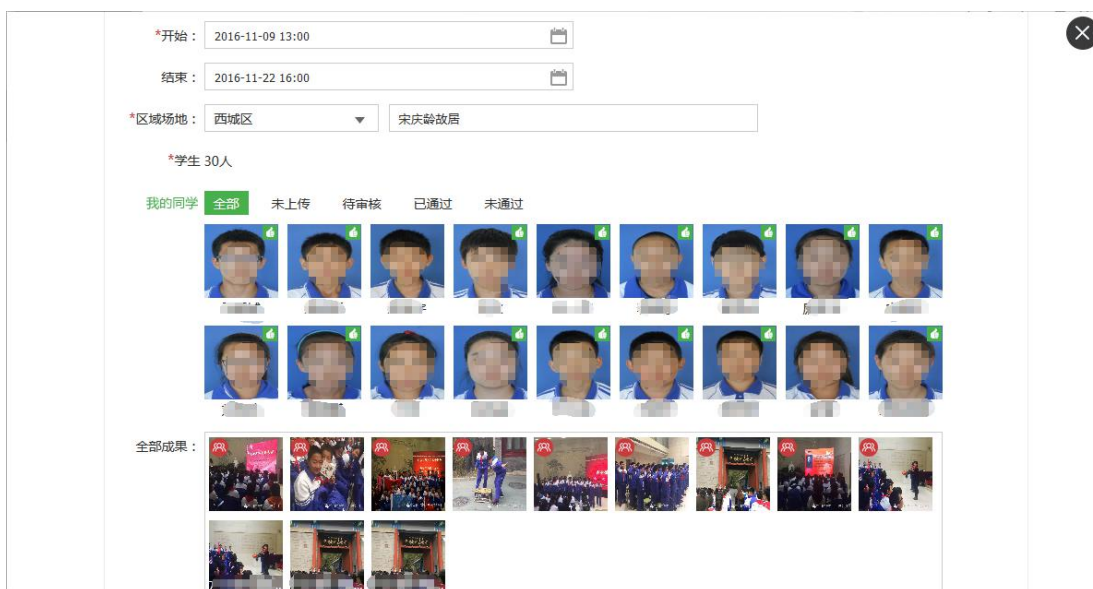 *开始： 2016-11-09 13:00
结束： 2016-11-22 16:00
*区域场地： 西城区 宋庆龄故居
*学生 30人
我的同学 全部 未上传 待审核 已通过 未通过
全部成果：